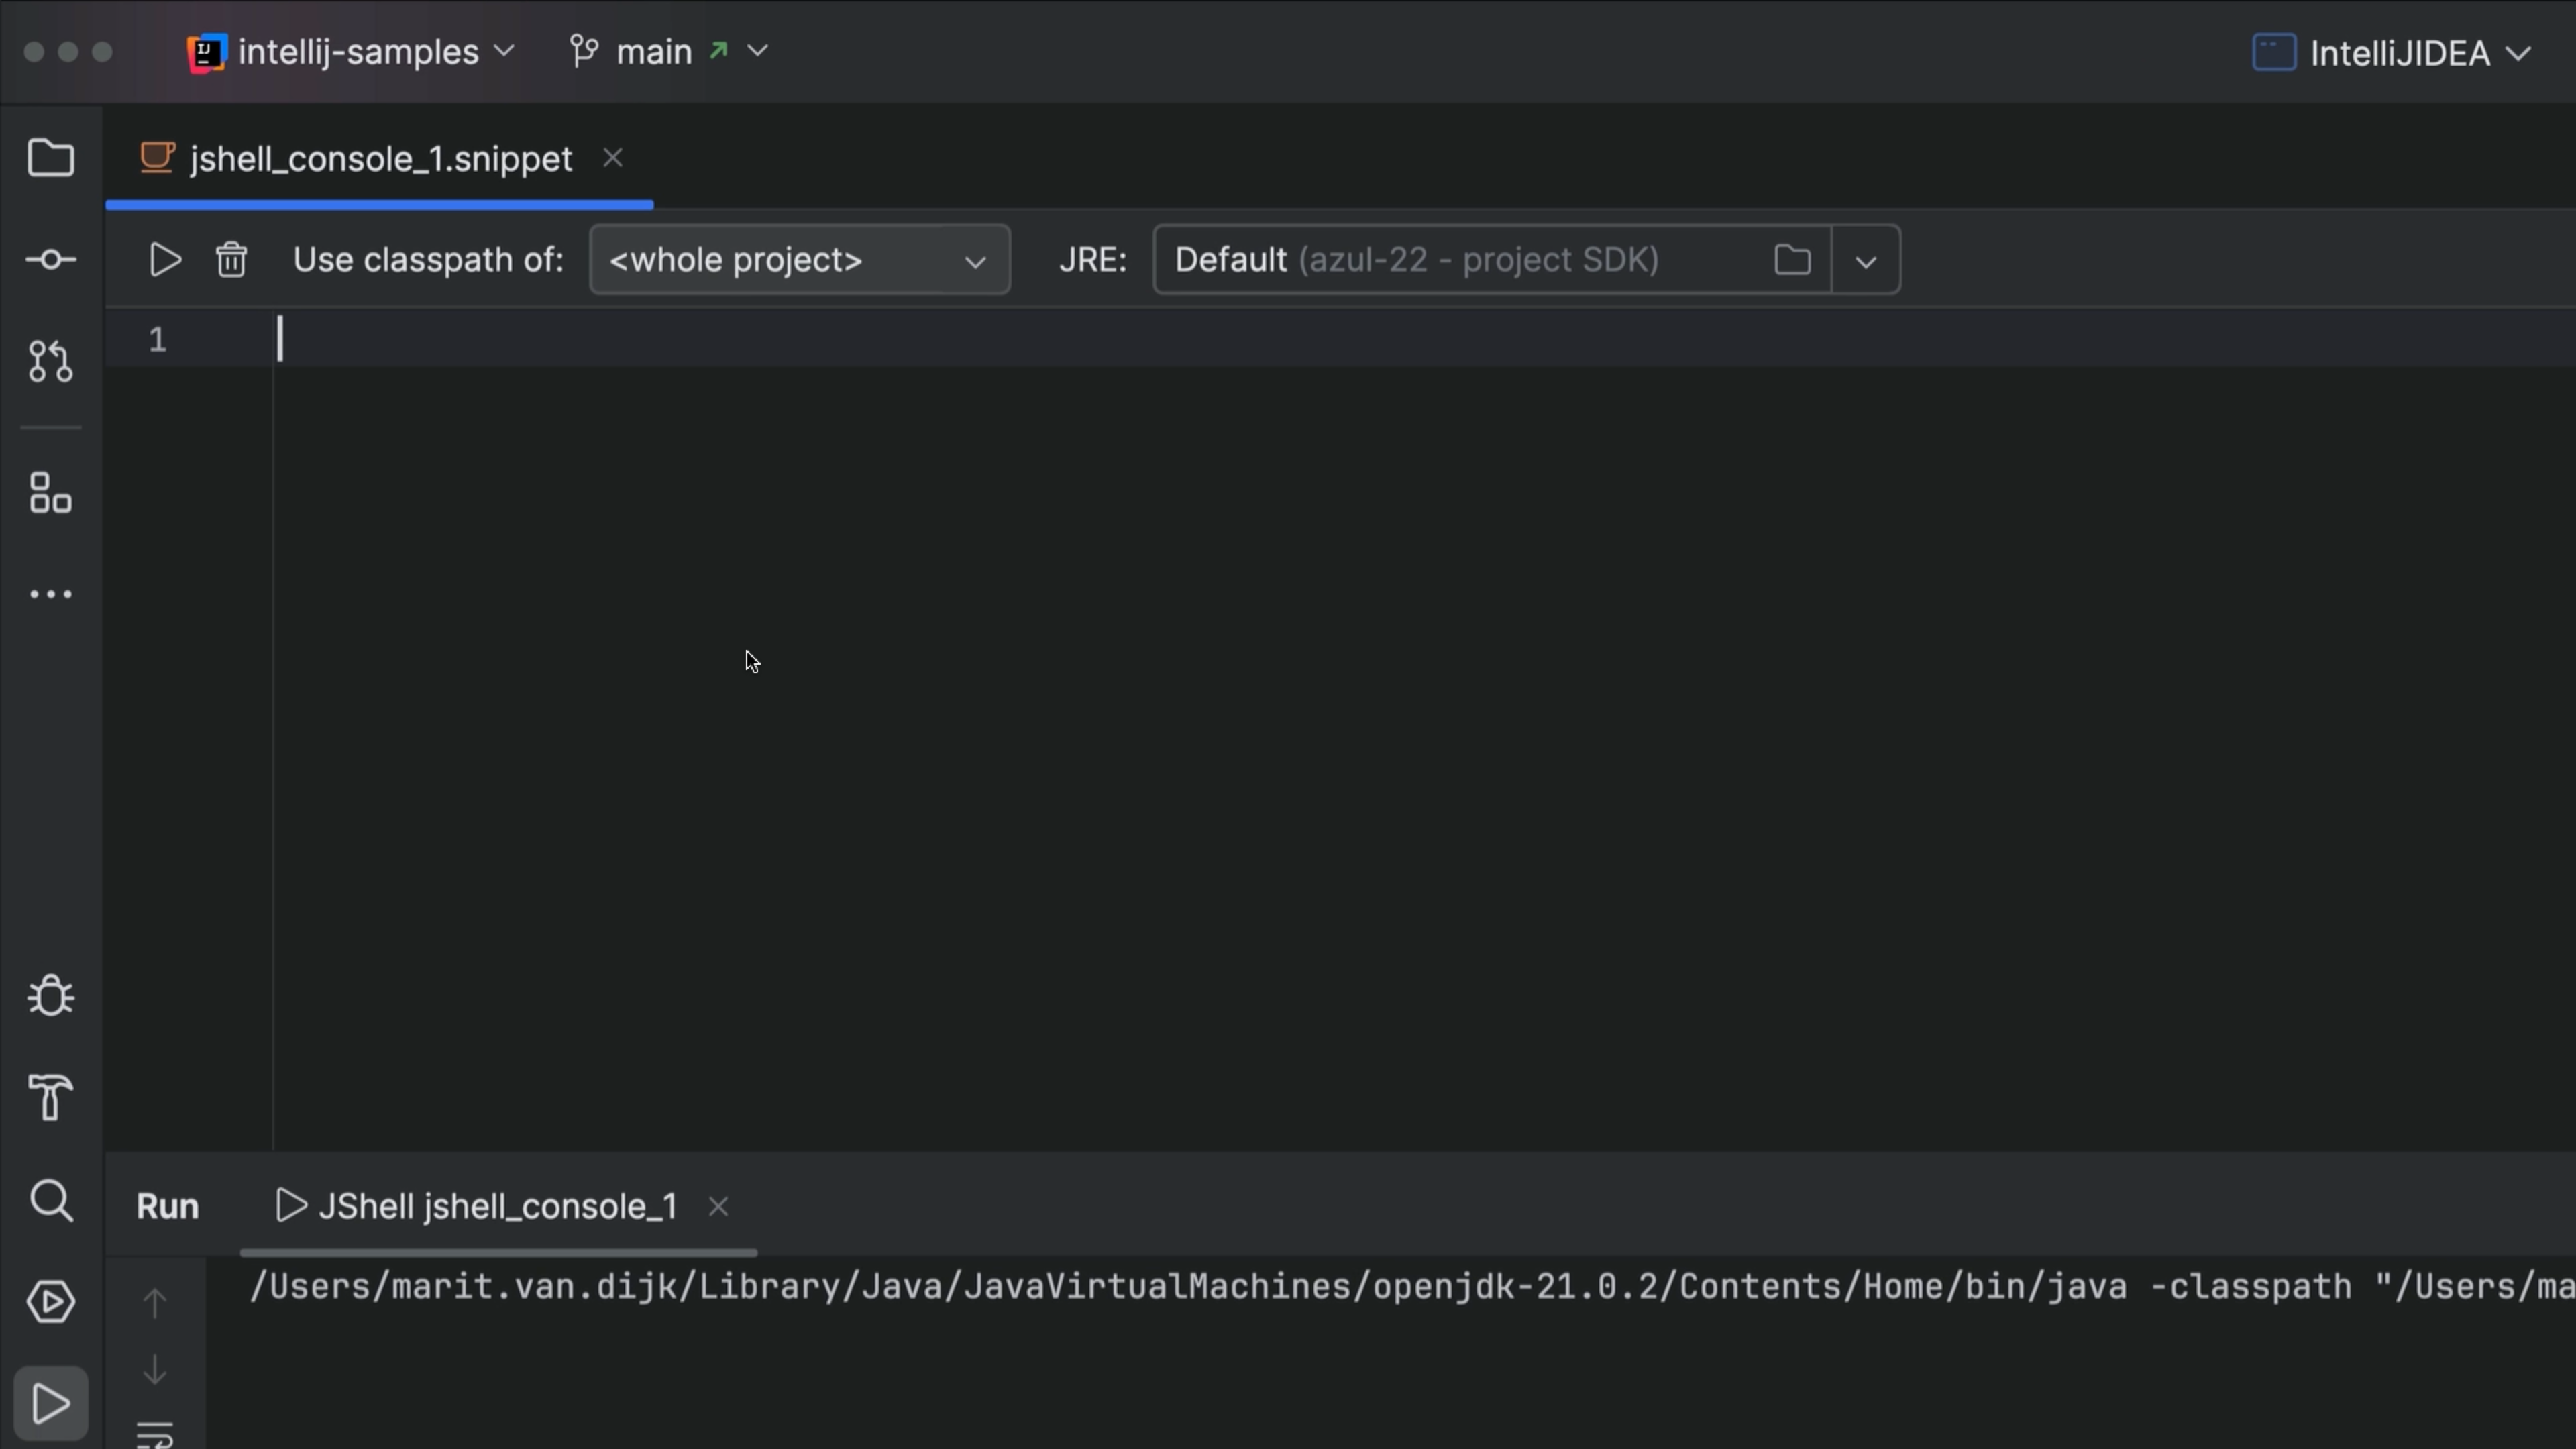 intellij-samples main IntelliJIDEA
jshell_console_1.snippet
Use classpath of: <whole project> JRE: Default (azul-22 - project SDK)
1
Run JShell jshell_console_1
/Users/marit.van.dijk/Library/Java/JavaVirtualMachines/openjdk-21.0.2/Contents/Home/bin/java -classpath "/Users/ma